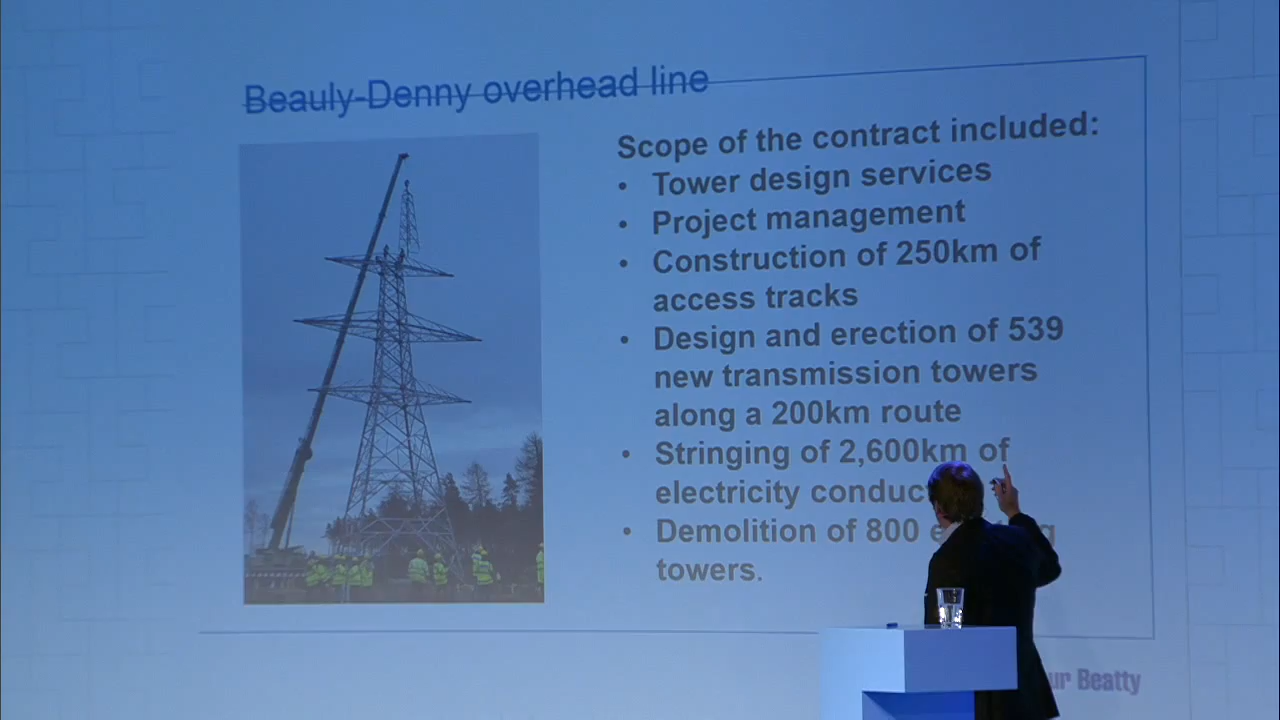 Beauly-Denny overhead line
Scope of the contract included:
• Tower design services
• Project management
• Construction of 250km of
access tracks
• Design and erection of 539
new transmission towers
along a 200km route
• Stringing of 2,600km of
electricity
• Demolition of 800
towers.
Beatty